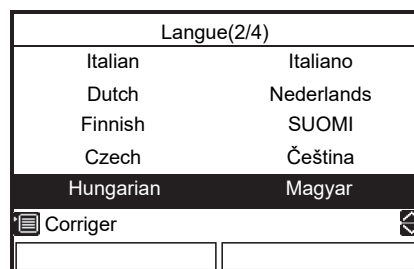 Langue(2/4)
Italian Italiano
Dutch Nederlands
Finnish SUOMI
Czech Čeština
Hungarian Magyar
Corriger